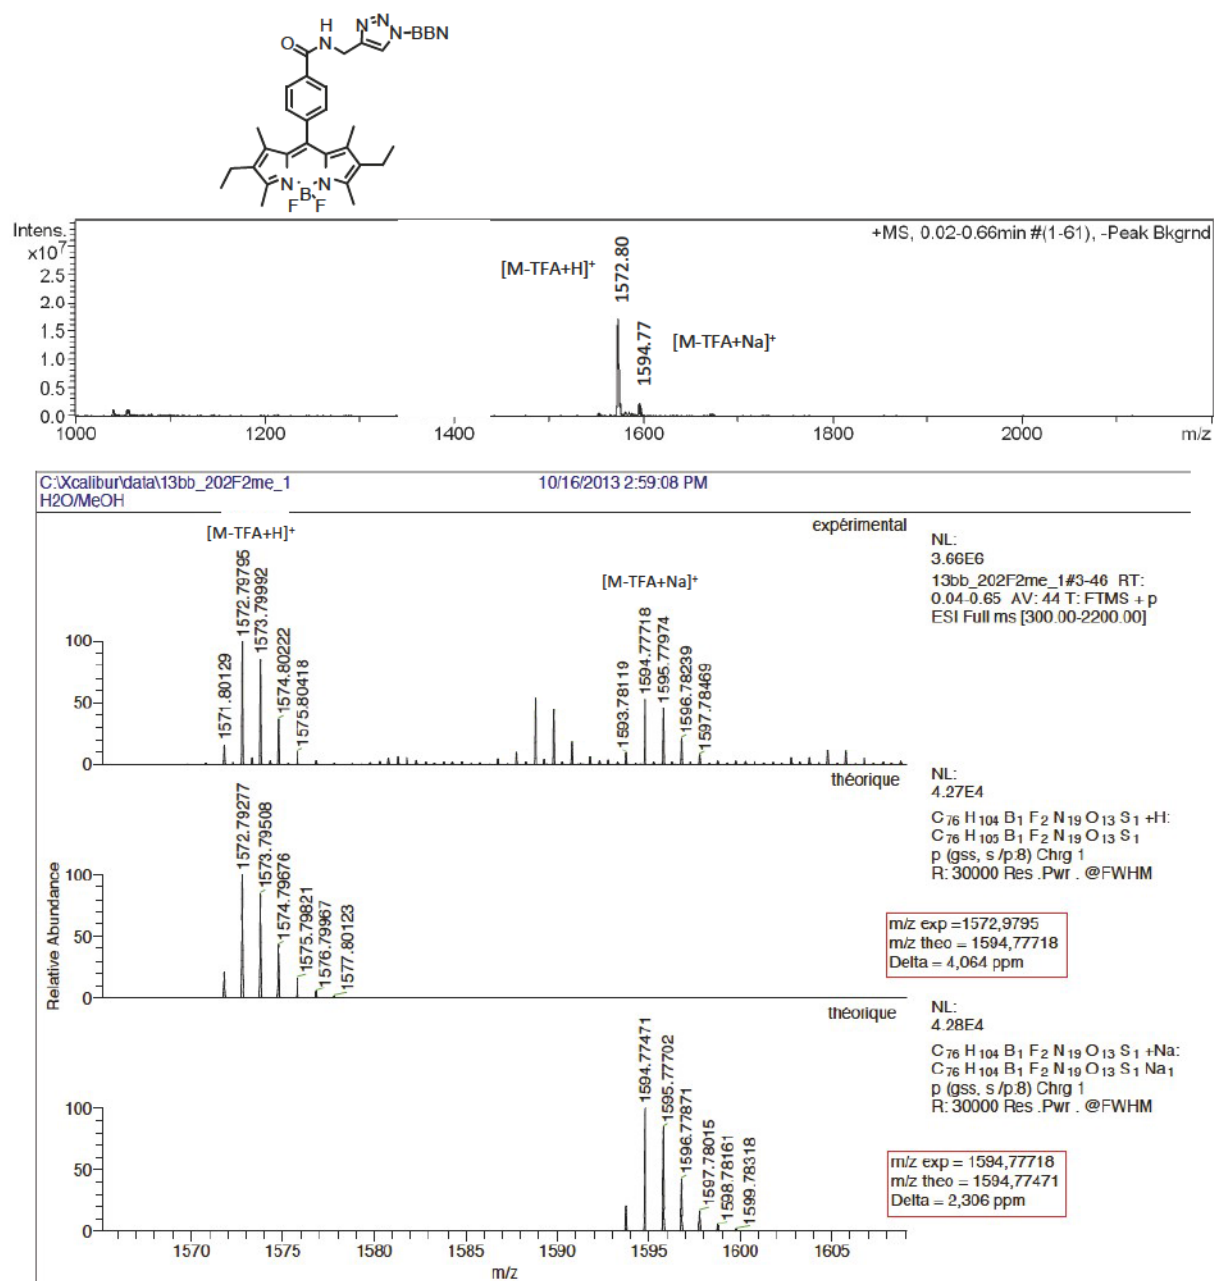 H
O
N
N
N
N
N-BBN
N
B
N
F
F
Intens.
x10⁷
+MS, 0.02-0.66min #(1-61), -Peak Bkgrnd
[M-TFA+H]⁺
1572.80
1594.77
[M-TFA+Na]⁺
2.5
2.0
1.5
1.0
0.5
0.0
1000
1200
1400
1600
1800
2000
m/z
C:\Xcalibur\data\13bb_202F2me_1
10/16/2013 2:59:08 PM
H2O/MeOH
expérimental
[M-TFA+H]⁺
[M-TFA+Na]⁺
NL:
3.66E6
13bb_202F2me_1#3-46 RT:
0.04-0.65 AV: 44 T: FTMS + p
ESI Full ms [300.00-2200.00]
1571.80129
1572.79795
1573.79992
1574.80222
1575.80418
1593.78119
1594.77718
1595.77974
1596.78239
1597.78469
100
50
0
théorique
NL:
4.27E4
C₇₆ H₁₀₄ B₁ F₂ N₁₉ O₁₃ S₁ +H:
C₇₆ H₁₀₅ B₁ F₂ N₁₉ O₁₃ S₁
p (gss, s /p:8) Chrg 1
R: 30000 Res .Pwr . @FWHM
1572.79277
1573.79508
1574.79676
1575.79821
1576.79967
1577.80123
100
50
0
Relative Abundance
m/z exp =1572,9795
m/z theo = 1594,77718
Delta = 4,064 ppm
théorique
NL:
4.28E4
C₇₆ H₁₀₄ B₁ F₂ N₁₉ O₁₃ S₁ +Na:
C₇₆ H₁₀₄ B₁ F₂ N₁₉ O₁₃ S₁ Na₁
p (gss, s /p:8) Chrg 1
R: 30000 Res .Pwr . @FWHM
1594.77471
1595.77702
1596.77871
1597.78015
1598.78161
1599.78318
100
50
0
m/z exp = 1594,77718
m/z theo = 1594,77471
Delta = 2,306 ppm
1570
1575
1580
1585
1590
1595
1600
1605
m/z